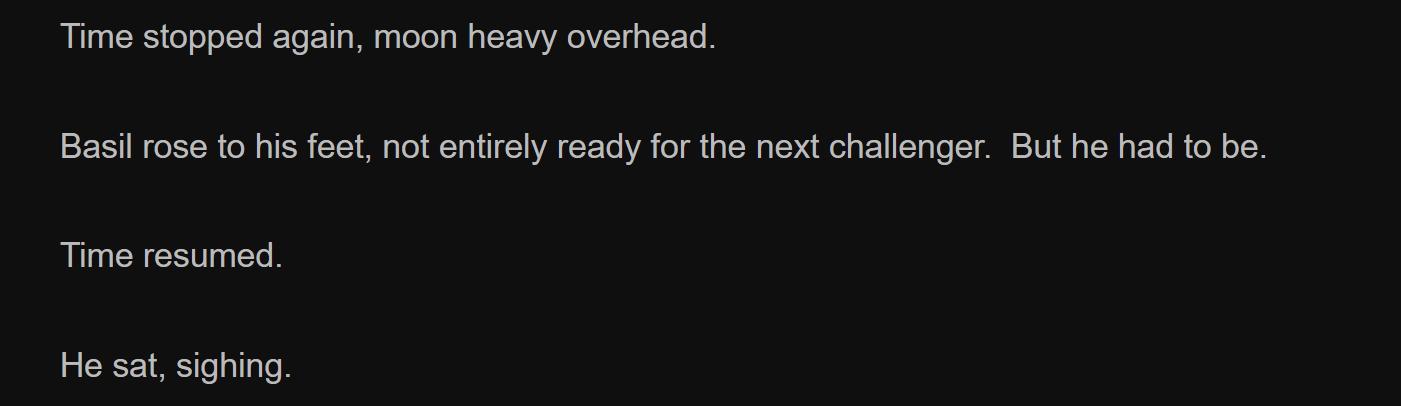 Time stopped again, moon heavy overhead.
Basil rose to his feet, not entirely ready for the next challenger.  But he had to be.
Time resumed.
He sat, sighing.